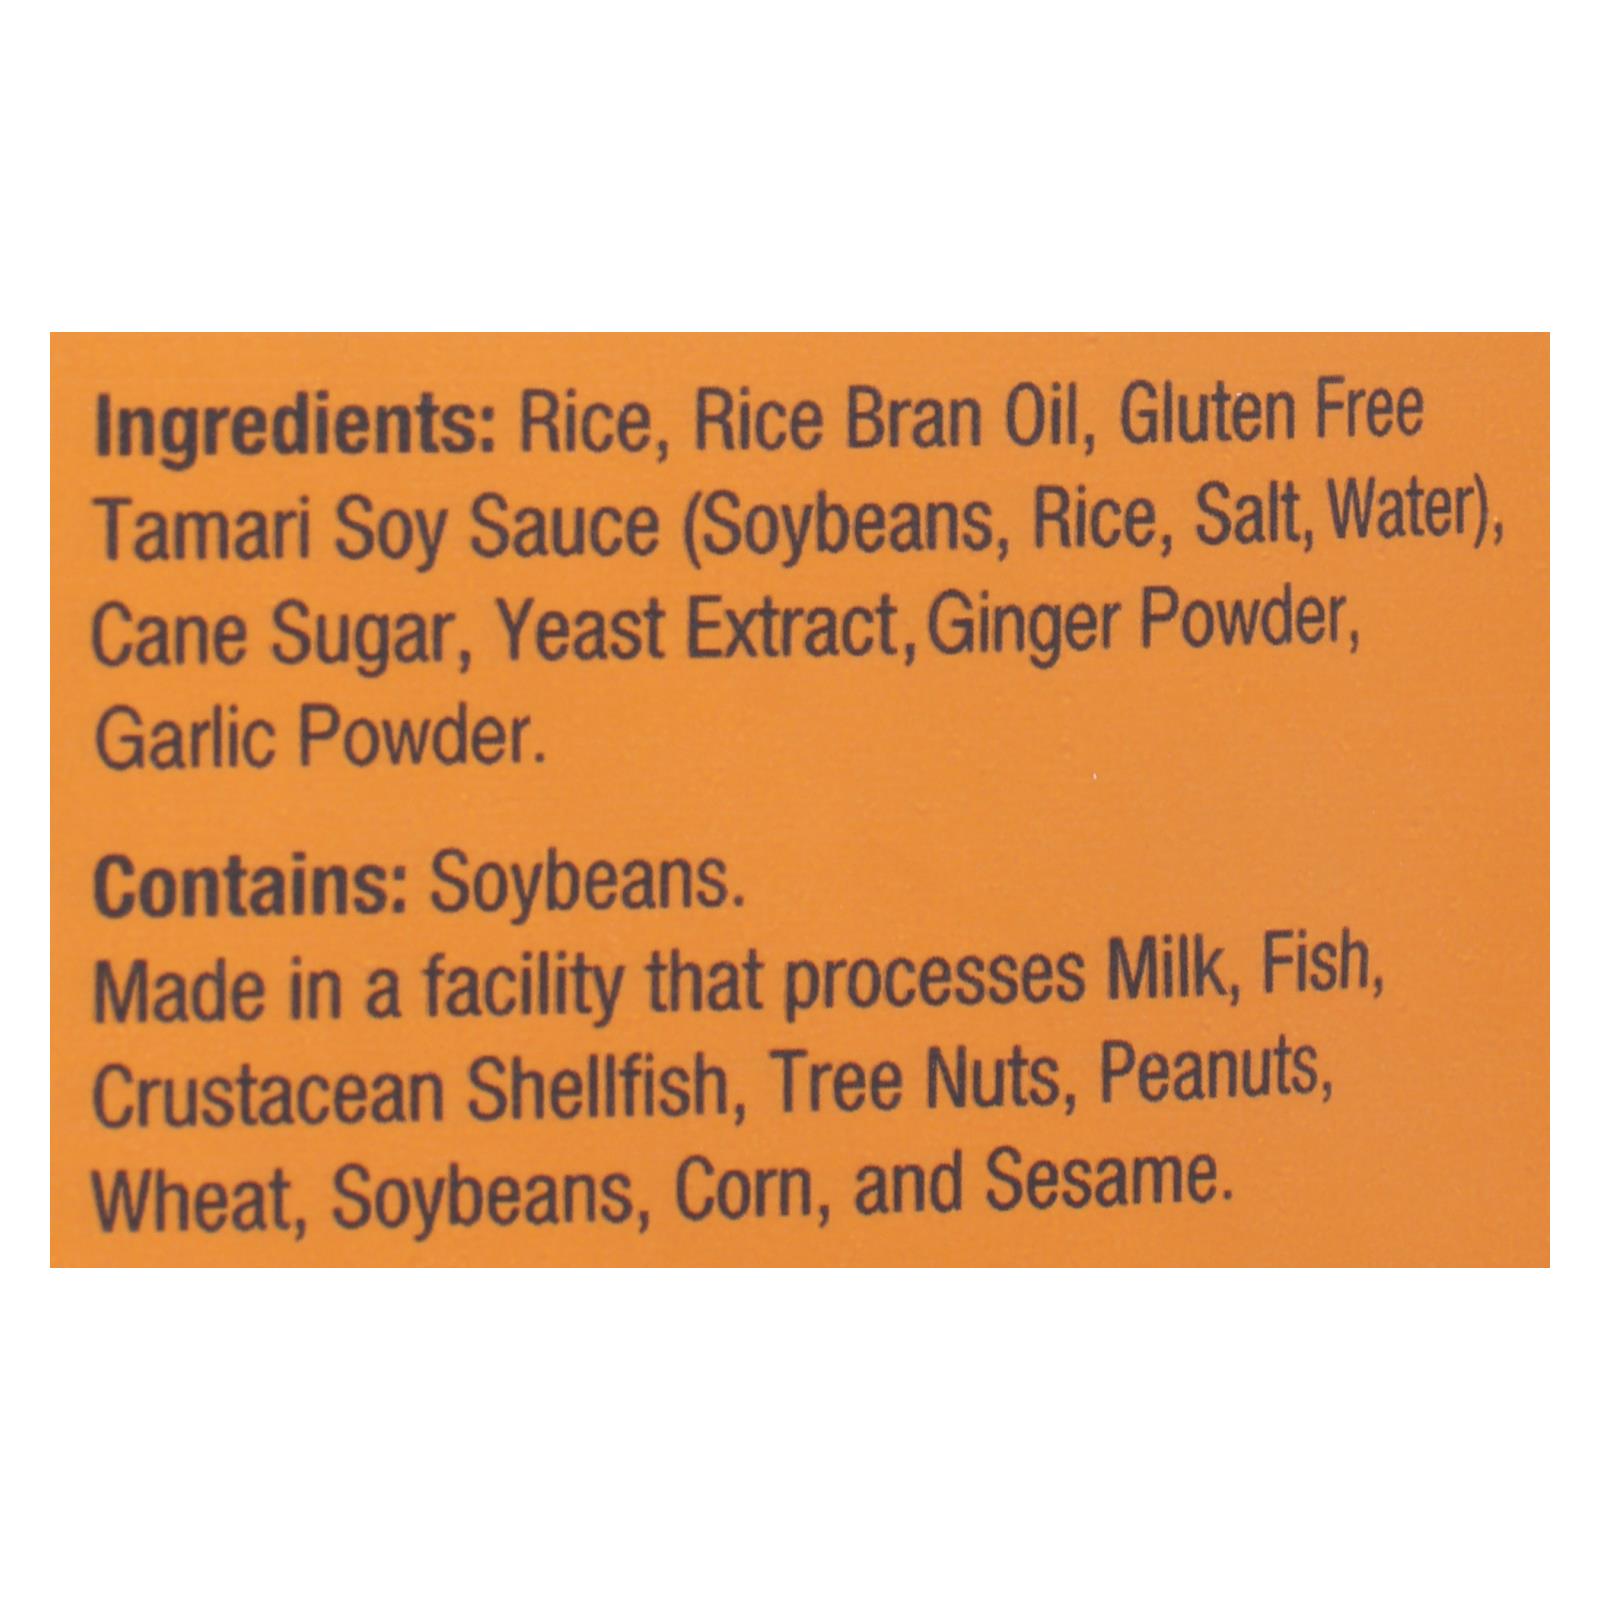 Ingredients: Rice, Rice Bran Oil, Gluten Free
Tamari Soy Sauce (Soybeans, Rice, Salt, Water),
Cane Sugar, Yeast Extract, Ginger Powder,
Garlic Powder.
Contains: Soybeans.
Made in a facility that processes Milk, Fish,
Crustacean Shellfish, Tree Nuts, Peanuts,
Wheat, Soybeans, Corn, and Sesame.